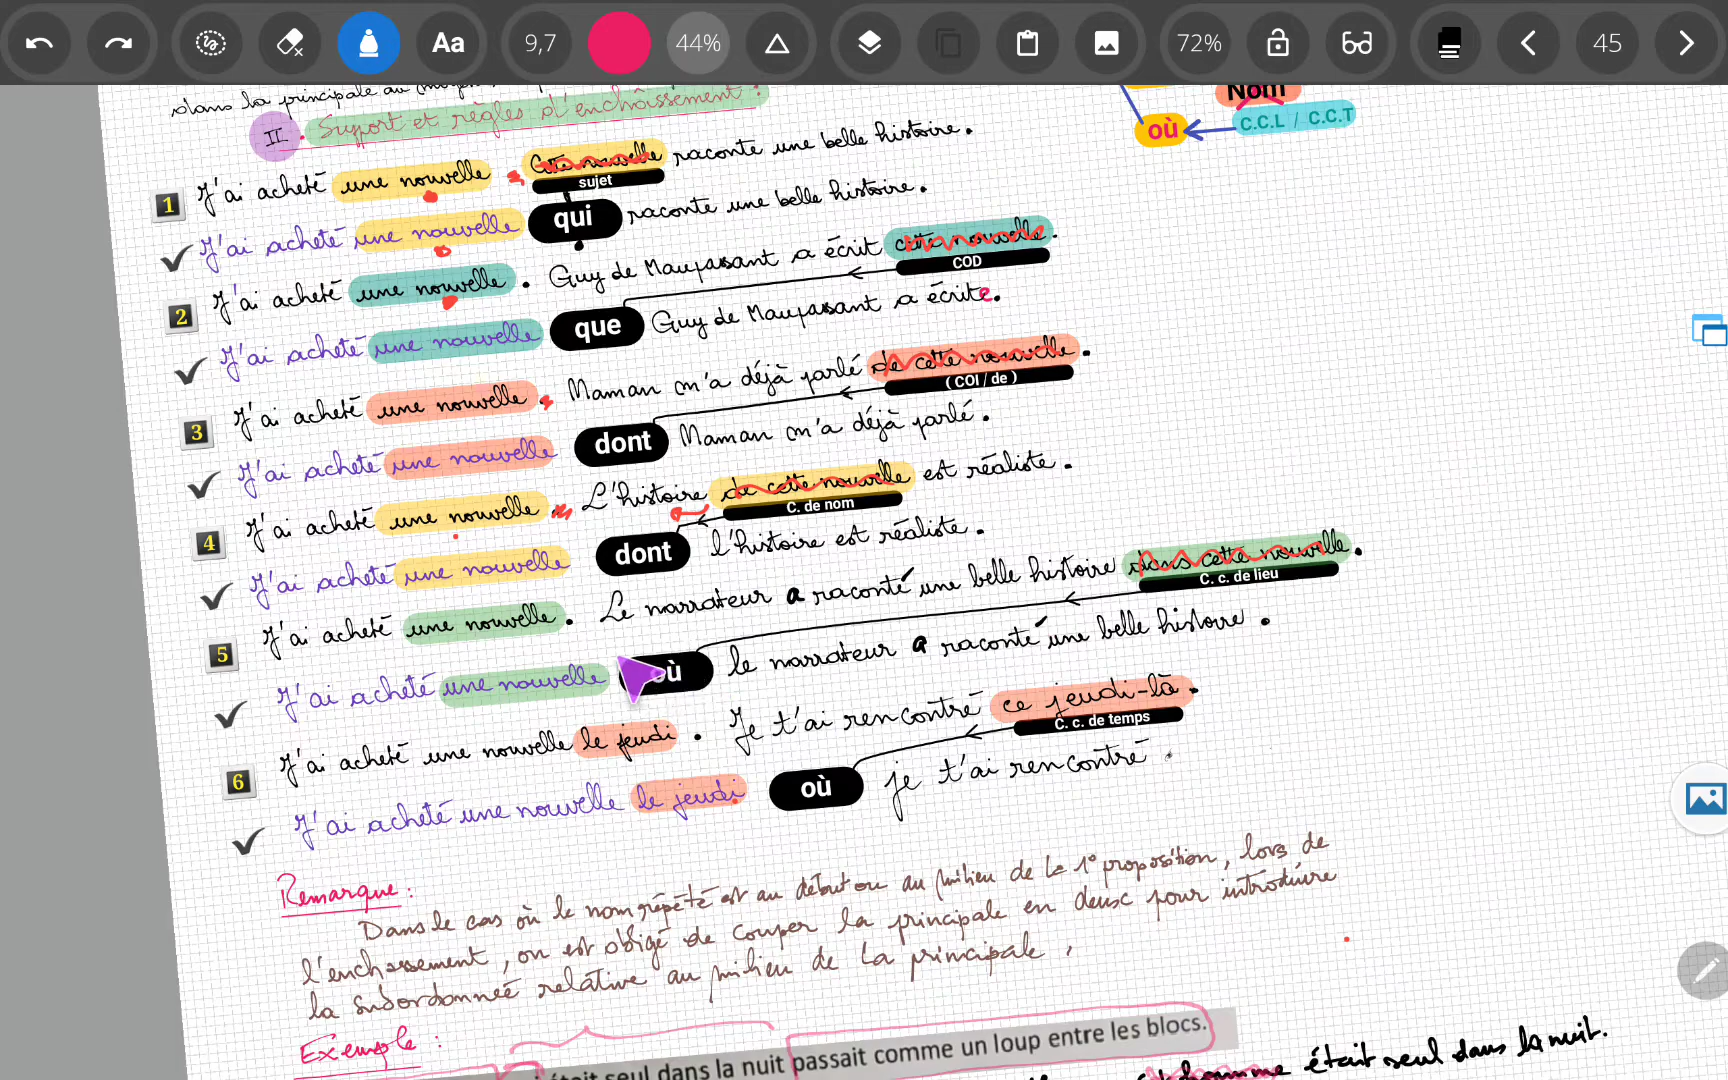 Aa 9,7 44% 72% 45
dans la principale au moyen
Nom
II . Suport et règles d'enchâssement :
où C.C.L / C.C.T
1 J'ai acheté une nouvelle . Cette nouvelle raconte une belle histoire.
sujet
J'ai acheté une nouvelle qui raconte une belle histoire.
2 J'ai acheté une nouvelle . Guy de Maupassant a écrit cette nouvelle.
COD
J'ai acheté une nouvelle que Guy de Maupassant a écrite.
3 J'ai acheté une nouvelle. Maman m'a déjà parlé de cette nouvelle.
( COI / de )
J'ai acheté une nouvelle dont Maman m'a déjà parlé.
4 J'ai acheté une nouvelle. L'histoire de cette nouvelle est réaliste.
C. de nom
J'ai acheté une nouvelle dont l'histoire est réaliste.
5 J'ai acheté une nouvelle. Le narrateur a raconté une belle histoire dans cette nouvelle.
C. c. de lieu
J'ai acheté une nouvelle où le narrateur a raconté une belle histoire.
6 J'ai acheté une nouvelle le jeudi. Je t'ai rencontré ce jeudi-là.
C. c. de temps
J'ai acheté une nouvelle le jeudi où je t'ai rencontré.
Remarque :
Dans le cas où le nom répété est au début ou au milieu de la 1° proposition, lors de
l'enchassement, on est obligé de couper la principale en deux pour introduire
la subordonnée relative au milieu de la principale.
Exemple :
était seul dans la nuit passait comme un loup entre les blocs.
homme était seul dans la nuit.